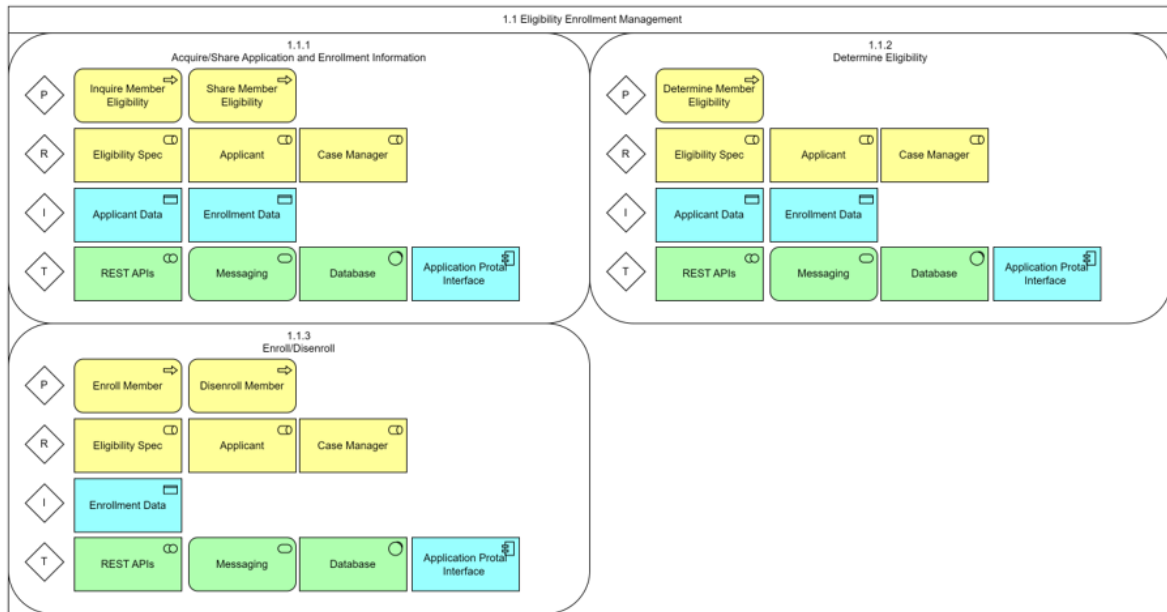 1.1 Eligibility Enrollment Management
1.1.1
Acquire/Share Application and Enrollment Information
P
Inquire Member
Eligibility
Share Member
Eligibility
R
Eligibility Spec
Applicant
Case Manager
I
Applicant Data
Enrollment Data
T
REST APIs
Messaging
Database
Application Protal
Interface
1.1.2
Determine Eligibility
P
Determine Member
Eligibility
R
Eligibility Spec
Applicant
Case Manager
I
Applicant Data
Enrollment Data
T
REST APIs
Messaging
Database
Application Protal
Interface
1.1.3
Enroll/Disenroll
P
Enroll Member
Disenroll Member
R
Eligibility Spec
Applicant
Case Manager
I
Enrollment Data
T
REST APIs
Messaging
Database
Application Protal
Interface